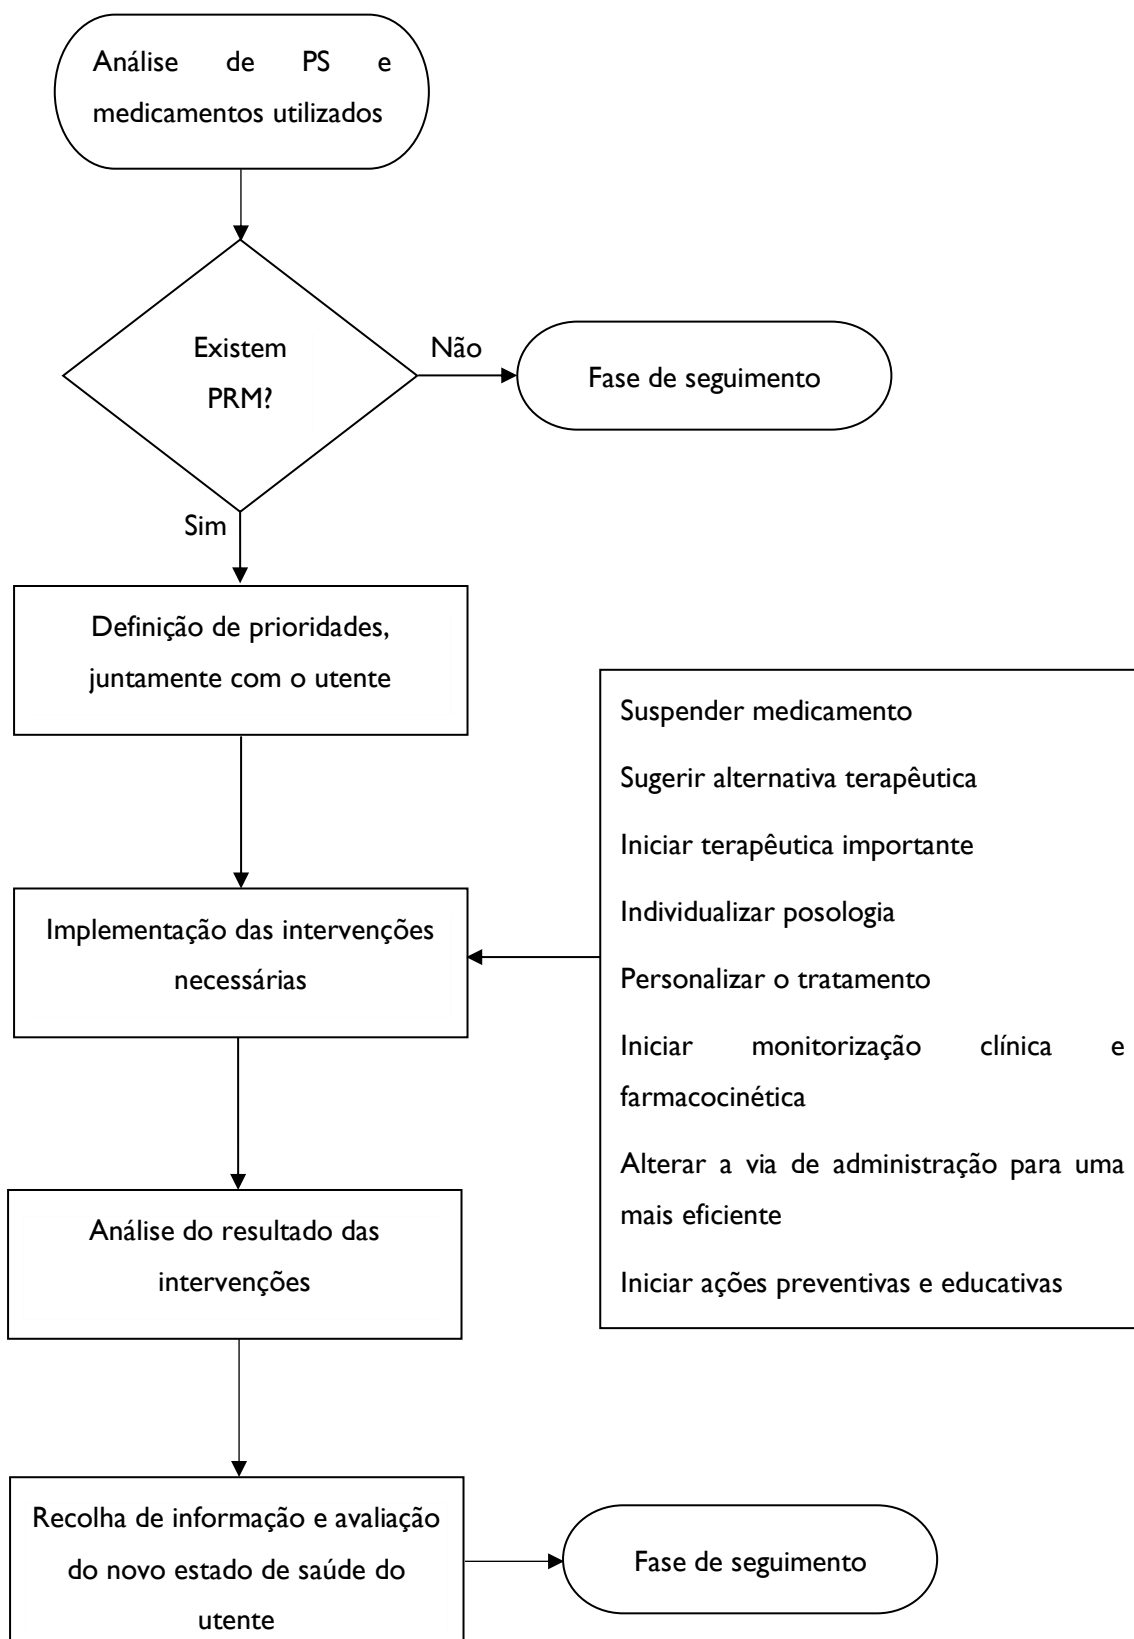 Análise de PS e
medicamentos utilizados
Existem
PRM?
Não
Fase de seguimento
Sim
Definição de prioridades,
juntamente com o utente
Suspender medicamento
Sugerir alternativa terapêutica
Iniciar terapêutica importante
Individualizar posologia
Personalizar o tratamento
Iniciar monitorização clínica e
farmacocinética
Alterar a via de administração para uma
mais eficiente
Iniciar ações preventivas e educativas
Implementação das intervenções
necessárias
Análise do resultado das
intervenções
Recolha de informação e avaliação
do novo estado de saúde do
utente
Fase de seguimento